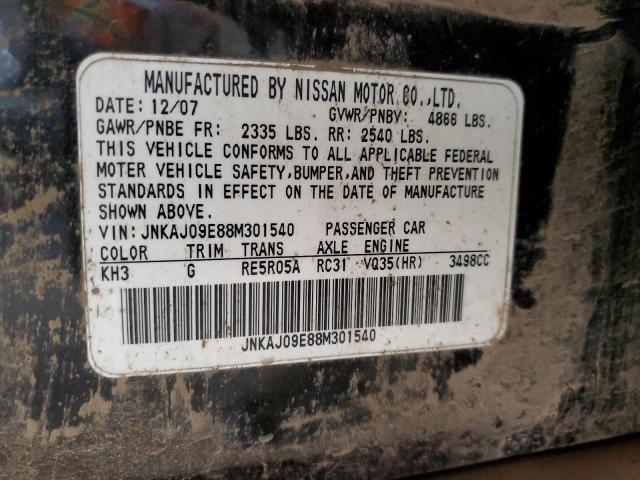 MANUFACTURED BY NISSAN MOTOR CO.,LTD.
DATE: 12/07 GVWR/PNBV: 4866 LBS.
GAWR/PNBE FR: 2335 LBS. RR: 2540 LBS.
THIS VEHICLE CONFORMS TO ALL APPLICABLE FEDERAL
MOTER VEHICLE SAFETY,BUMPER,AND THEFT PREVENTION
STANDARDS IN EFFECT ON THE DATE OF MANUFACTURE
SHOWN ABOVE.
VIN: JNKAJ09E88M301540 PASSENGER CAR
COLOR TRIM TRANS AXLE ENGINE
KH3 G RE5R05A RC31 VQ35(HR) 3498CC
JNKAJ09E88M301540